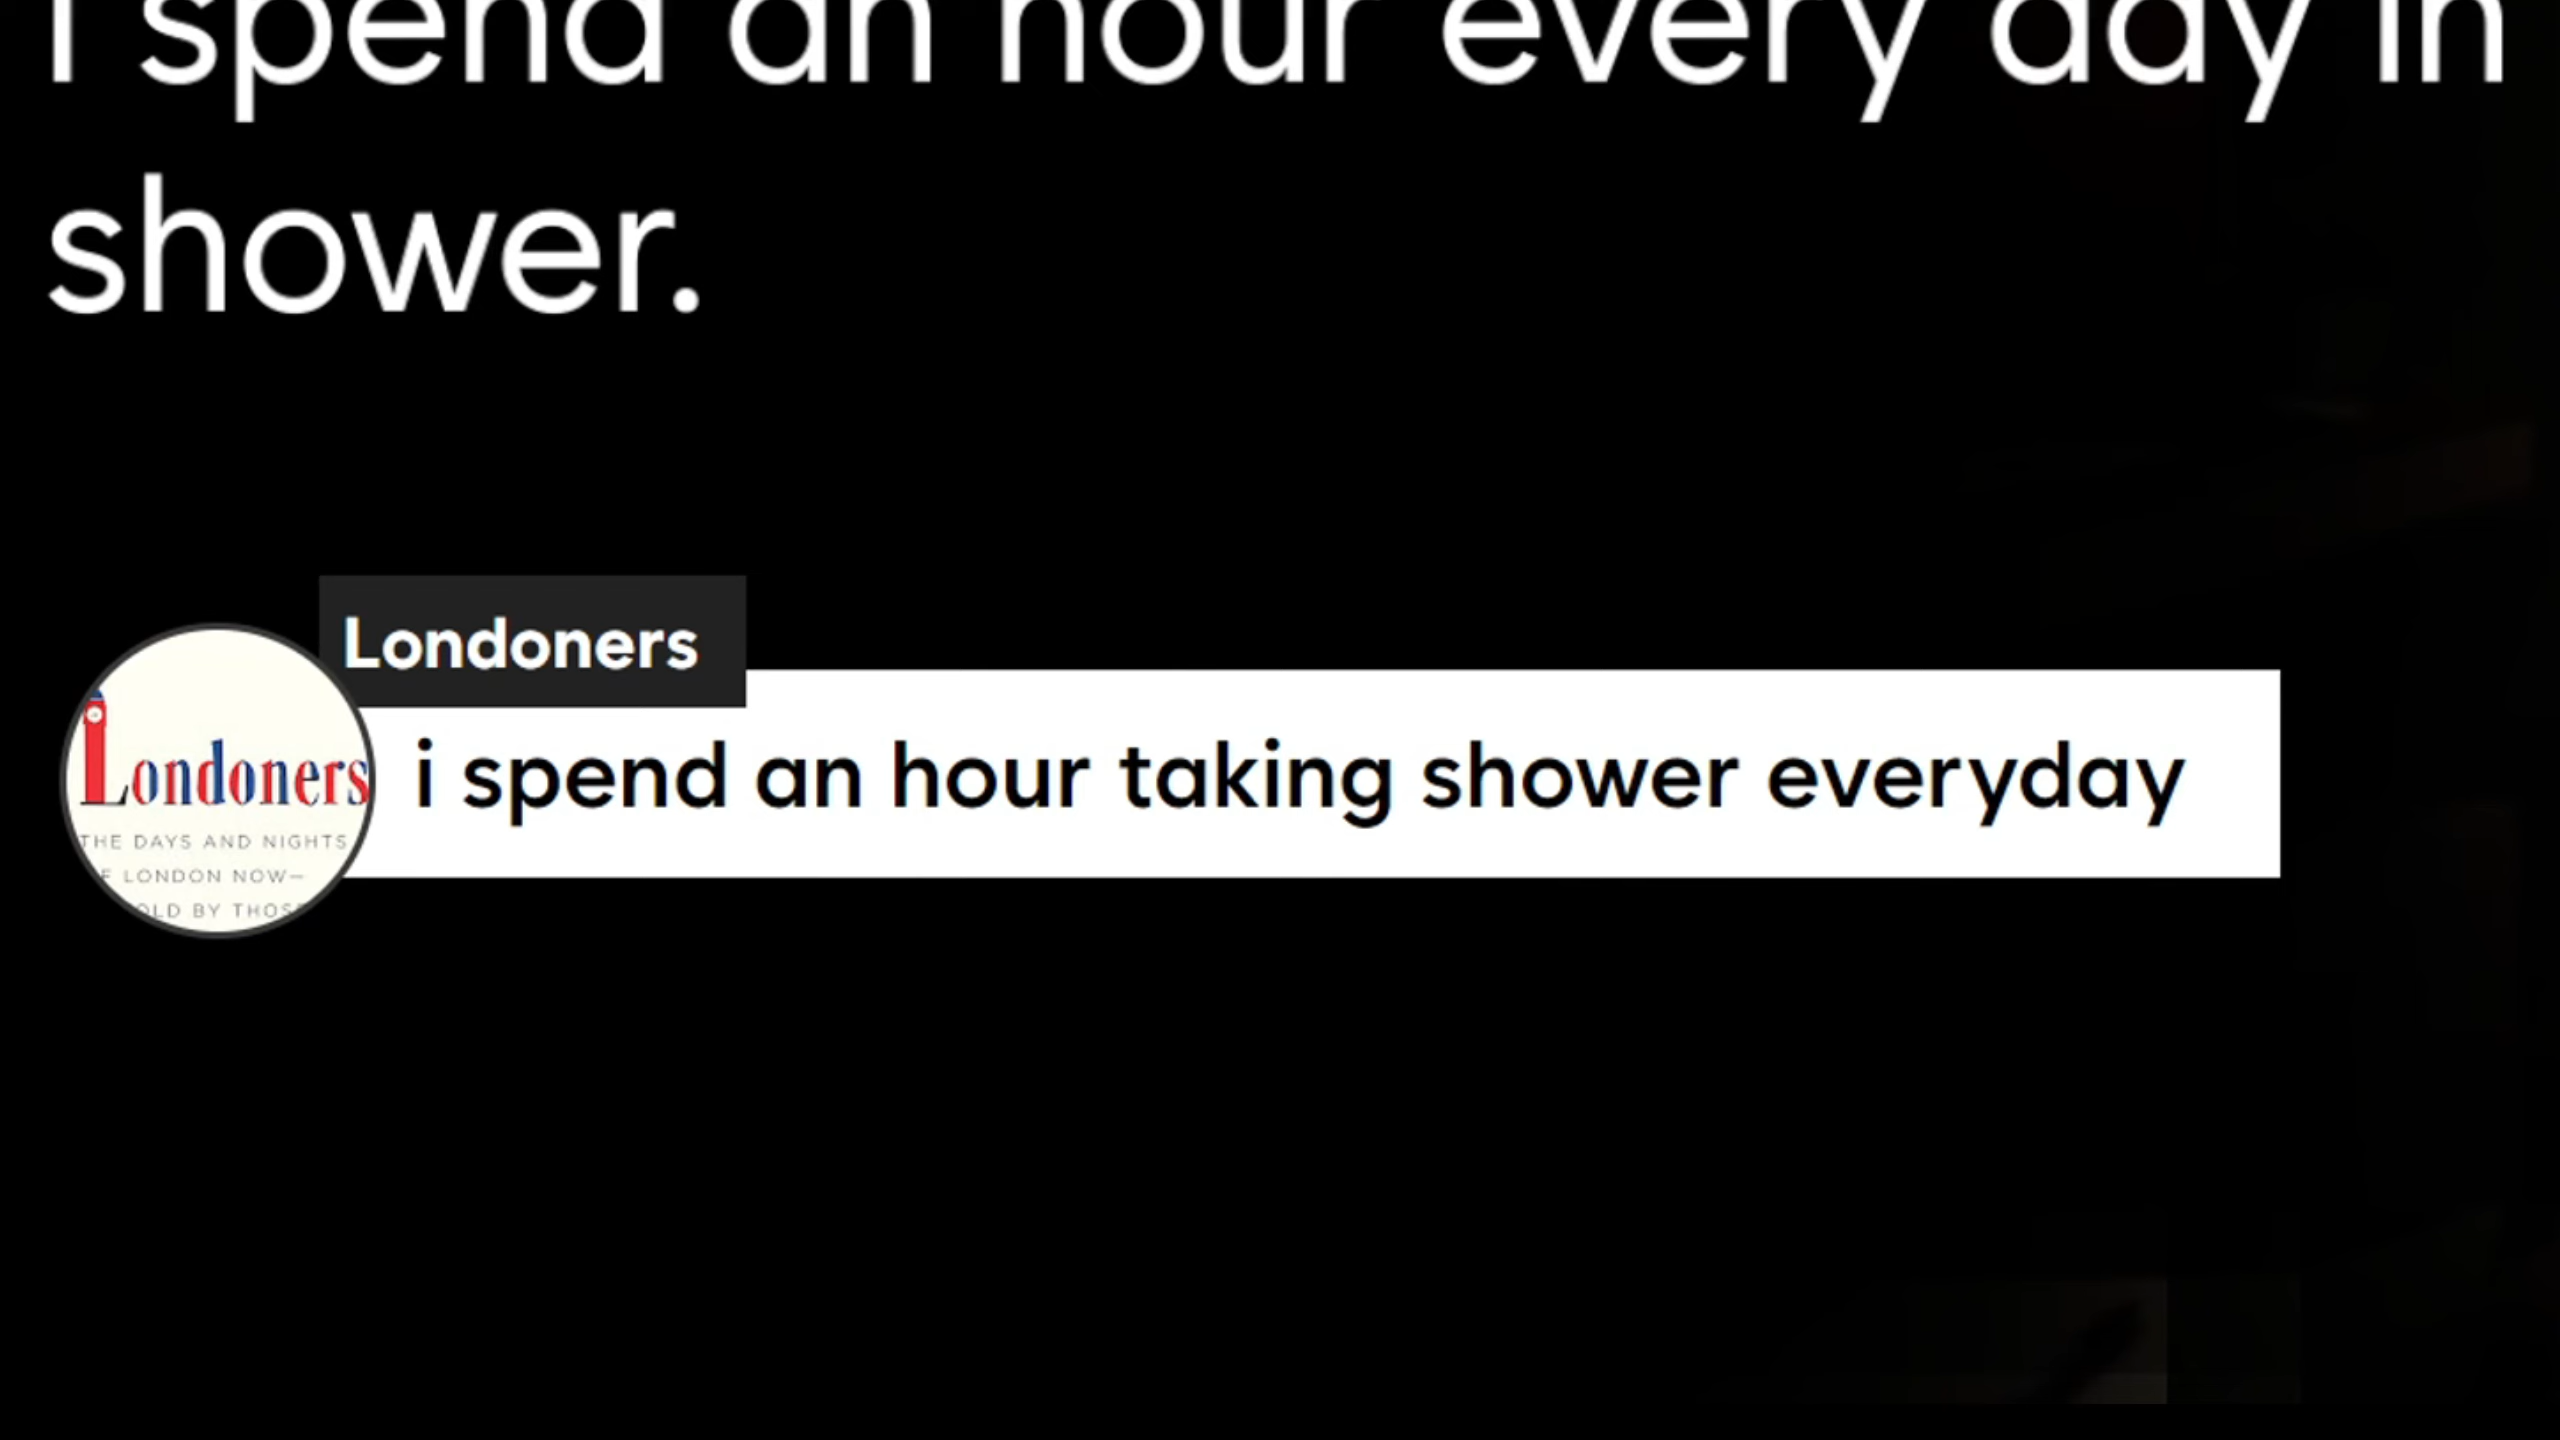 I spend an hour every day in
shower.
Londoners
i spend an hour taking shower everyday
Londoners
THE DAYS AND NIGHTS
LONDON NOW—
BY